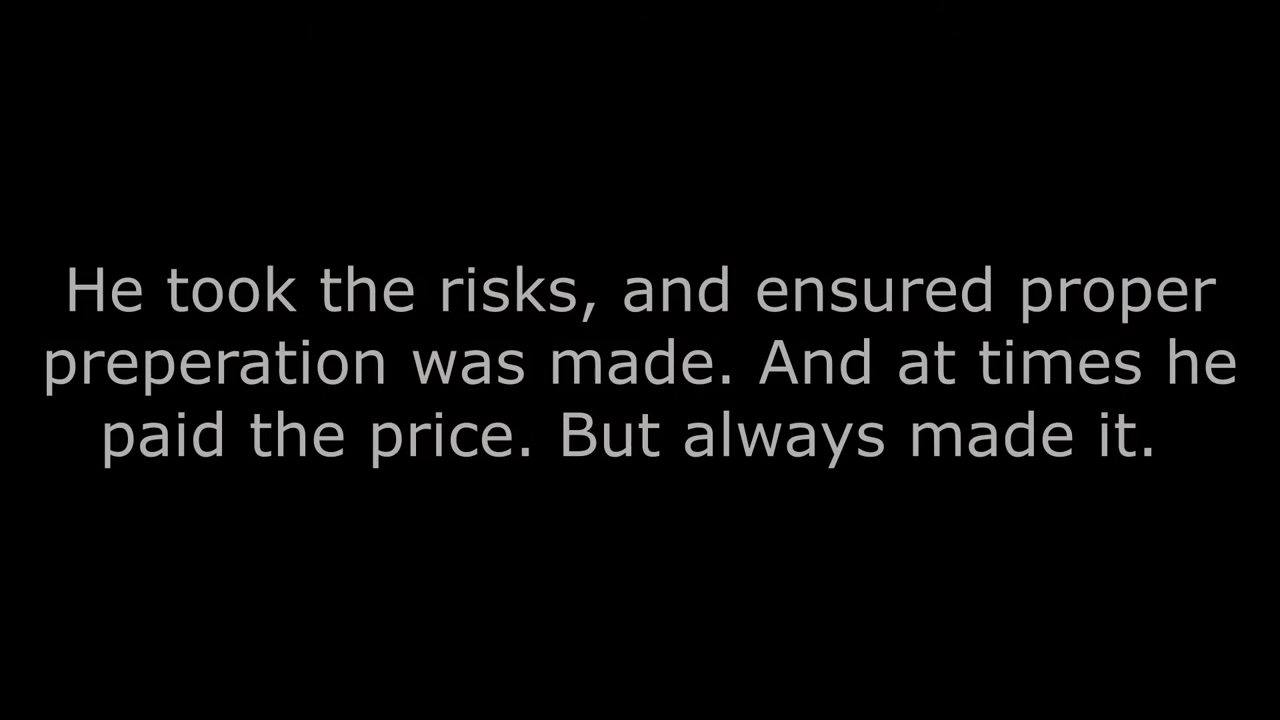 He took the risks, and ensured proper
preperation was made. And at times he
paid the price. But always made it.